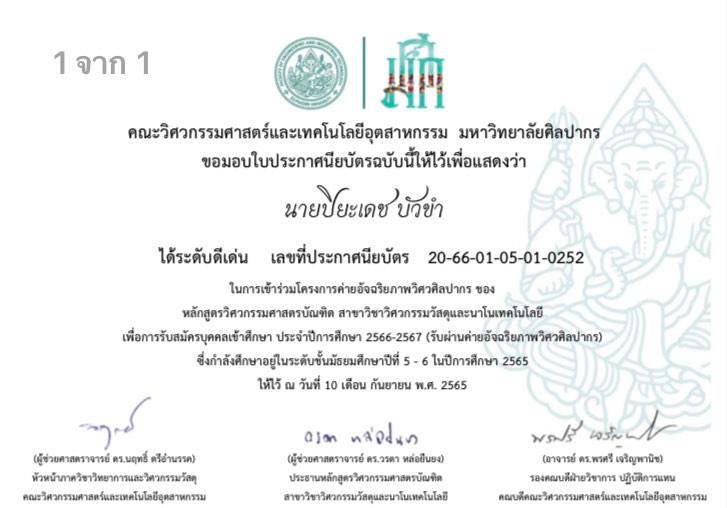 1 จาก 1
คณะวิศวกรรมศาสตร์และเทคโนโลยีอุตสาหกรรม มหาวิทยาลัยศิลปากร
ขอมอบใบประกาศนียบัตรฉบับนี้ให้ไว้เพื่อแสดงว่า
นายปิยะเดช บัวขำ
ได้ระดับดีเด่น เลขที่ประกาศนียบัตร 20-66-01-05-01-0252
ในการเข้าร่วมโครงการค่ายอัจฉริยภาพวิศวศิลปากร ของ
หลักสูตรวิศวกรรมศาสตรบัณฑิต สาขาวิชาวิศวกรรมวัสดุและนาโนเทคโนโลยี
เพื่อการรับสมัครบุคคลเข้าศึกษา ประจำปีการศึกษา 2566-2567 (รับผ่านค่ายอัจฉริยภาพวิศวศิลปากร)
ซึ่งกำลังศึกษาอยู่ในระดับชั้นมัธยมศึกษาปีที่ 5 - 6 ในปีการศึกษา 2565
ให้ไว้ ณ วันที่ 10 เดือน กันยายน พ.ศ. 2565
(ผู้ช่วยศาสตราจารย์ ดร.นฤทธิ์ ตรีอำนรรค) (ผู้ช่วยศาสตราจารย์ ดร.วรดา หล่อยืนยง) (อาจารย์ ดร.พรศรี เจริญพานิช)
หัวหน้าภาควิชาวิทยาการและวิศวกรรมวัสดุ ประธานหลักสูตรวิศวกรรมศาสตรบัณฑิต รองคณบดีฝ่ายวิชาการ ปฏิบัติการแทน
คณะวิศวกรรมศาสตร์และเทคโนโลยีอุตสาหกรรม สาขาวิชาวิศวกรรมวัสดุและนาโนเทคโนโลยี คณบดีคณะวิศวกรรมศาสตร์และเทคโนโลยีอุตสาหกรรม